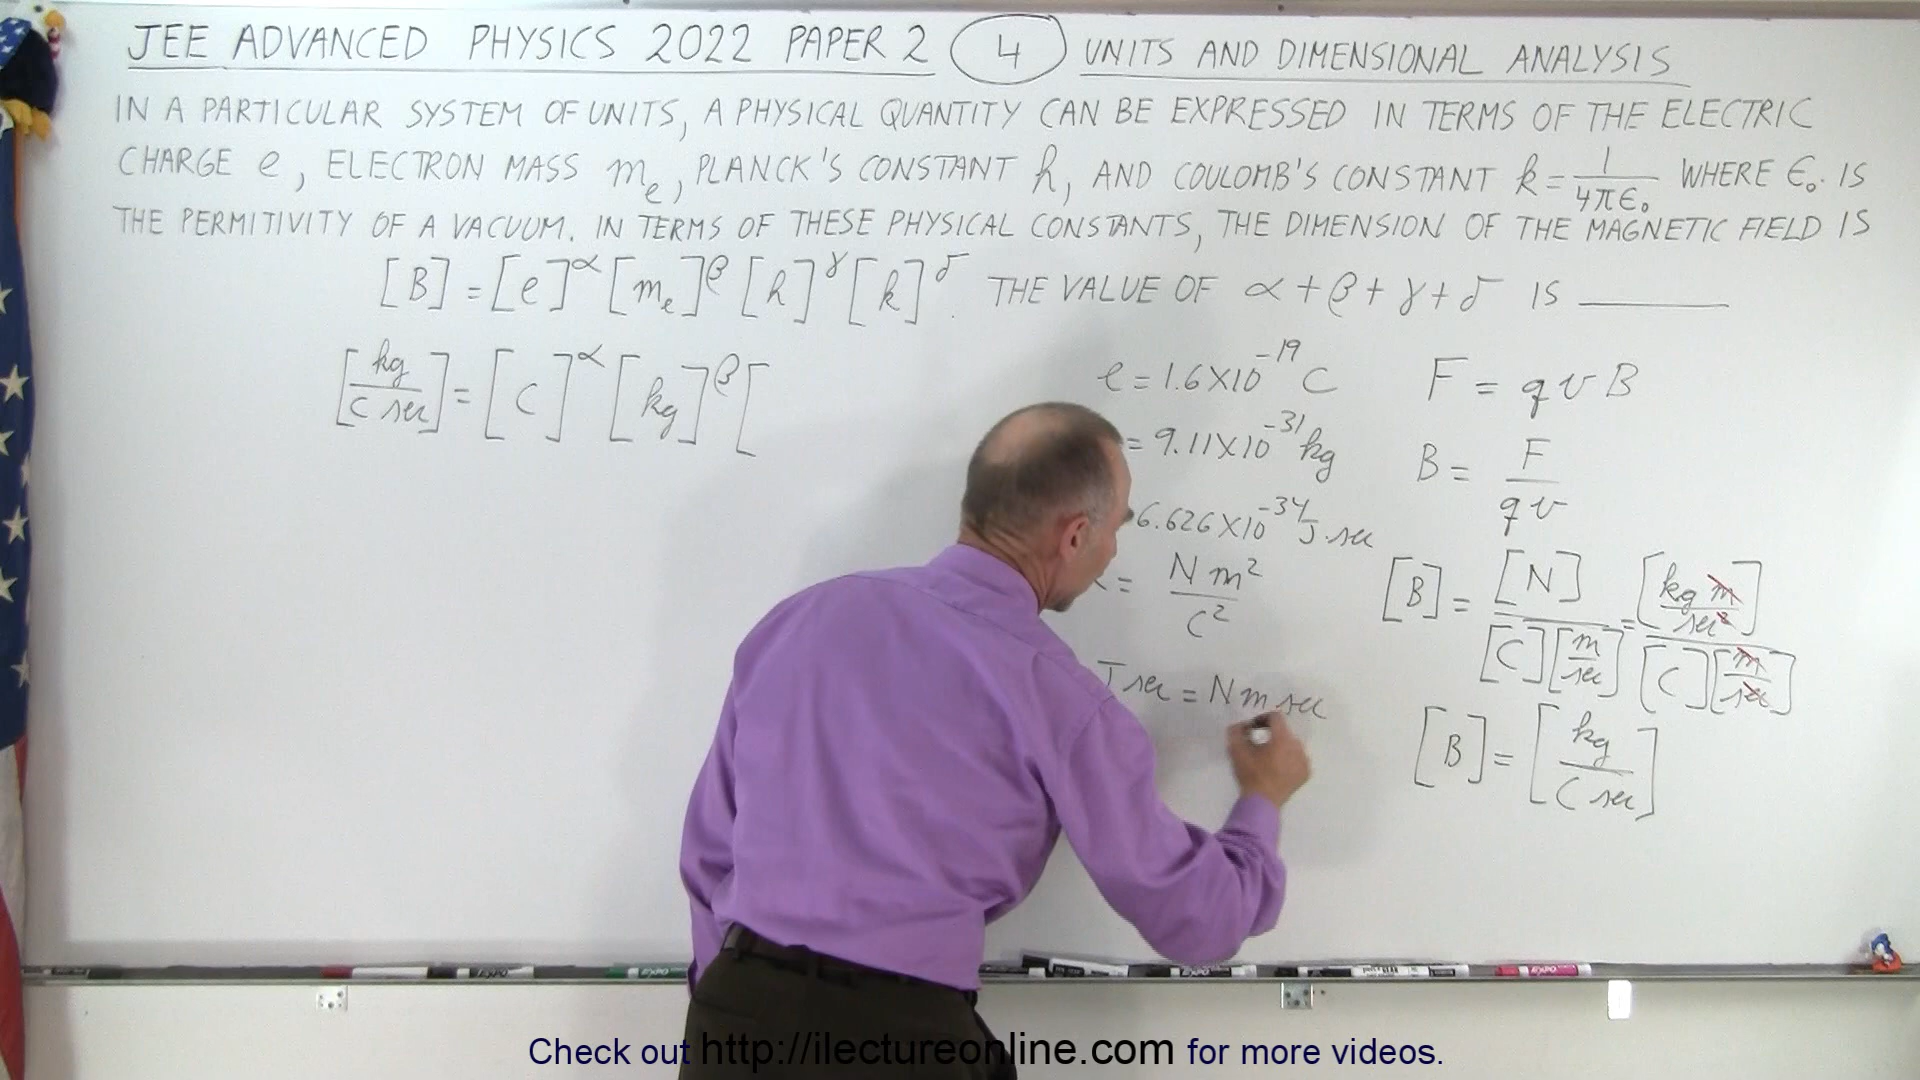 JEE ADVANCED PHYSICS 2022 PAPER 2 4 UNITS AND DIMENSIONAL ANALYSIS
IN A PARTICULAR SYSTEM OF UNITS, A PHYSICAL QUANTITY CAN BE EXPRESSED IN TERMS OF THE ELECTRIC
CHARGE e, ELECTRON MASS mₑ, PLANCK'S CONSTANT h, AND COULOMB'S CONSTANT k = 1/4πϵ₀ WHERE ϵ₀ IS
THE PERMITIVITY OF A VACUUM. IN TERMS OF THESE PHYSICAL CONSTANTS, THE DIMENSION OF THE MAGNETIC FIELD IS
[B] = [e]^α [mₑ]^β [h]^γ [k]^δ. THE VALUE OF α + β + γ + δ IS ______
[kg / C sec] = [C]^α [kg]^β [
e = 1.6 X 10^-19 C
= 9.11 X 10^-31 kg
6.626 X 10^-34 J·sec
= N m² / C²
J sec = N m sec
F = q v B
B = F / q v
[B] = [N] / [C][m/sec] = [kg m / sec²] / [C][m/sec]
[B] = [kg / C sec]
EXPO
EXPO
EXPO
Check out http://ilectureonline.com for more videos.